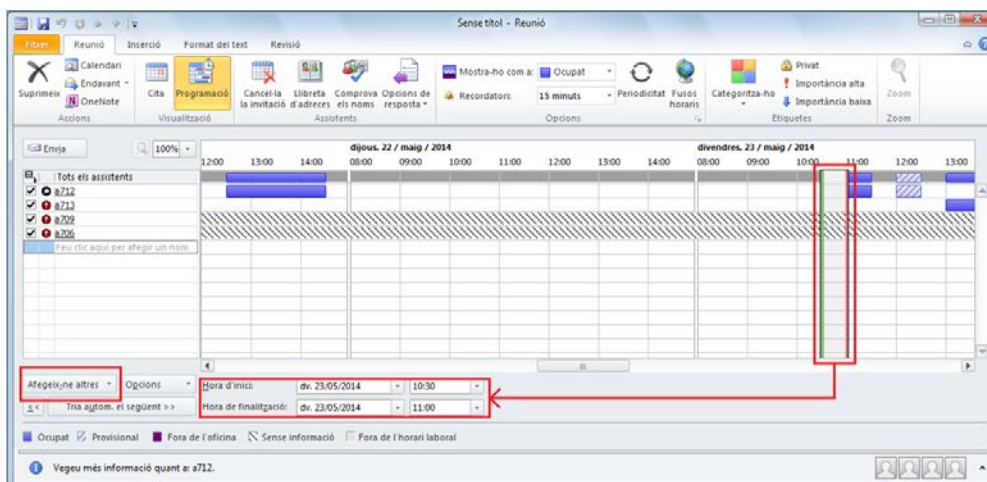 Sense títol - Reunió
Fitxer Reunió Inserció Format del text Revisió
Suprimeix
Calendari
Endavant
OneNote
Accions
Cita
Programació
Visualització
Cancel·la la invitació
Llibreta d'adreces
Comprova els noms
Opcions de resposta
Assistents
Mostra-ho com a: Ocupat
Recordatori: 15 minuts
Periodicitat
Fusos horaris
Opcions
Categoritza-ho
Privat
Importància alta
Importància baixa
Etiquetes
Zoom
Zoom
Envia 100%
dijous, 22 / maig / 2014 divendres, 23 / maig / 2014
12:00 13:00 14:00 08:00 09:00 10:00 11:00 12:00 13:00 14:00 08:00 09:00 10:00 11:00 12:00 13:00
Tots els assistents
a712
a713
a709
a706
Feu clic aquí per afegir un nom
Afegeix-ne altres Opcions Hora d'inici: dv. 23/05/2014 10:30
<< Tria autom. el següent >> Hora de finalització: dv. 23/05/2014 11:00
Ocupat Provisional Fora de l'oficina Sense informació Fora de l'horari laboral
Vegeu més informació quant a: a712.